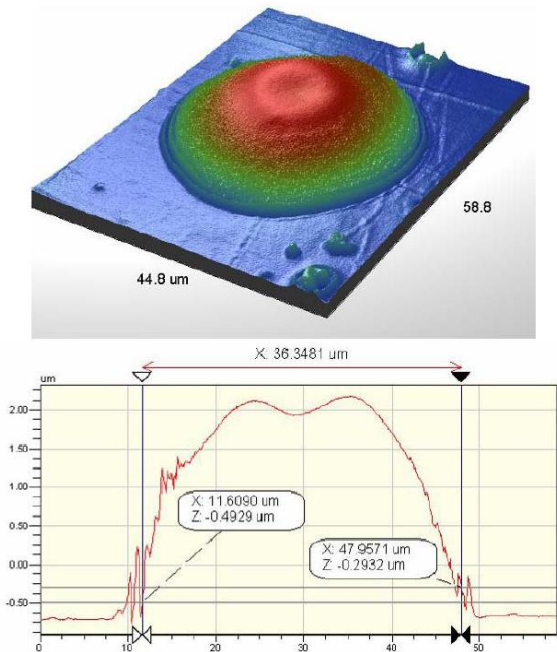 58.8
44.8 um
X: 36.3481 um
um
2.00
1.50
1.00
0.50
0.00
-0.50
X: 11.6090 um
Z: -0.4929 um
X: 47.9571 um
Z: -0.2932 um
0 10 20 30 40 50